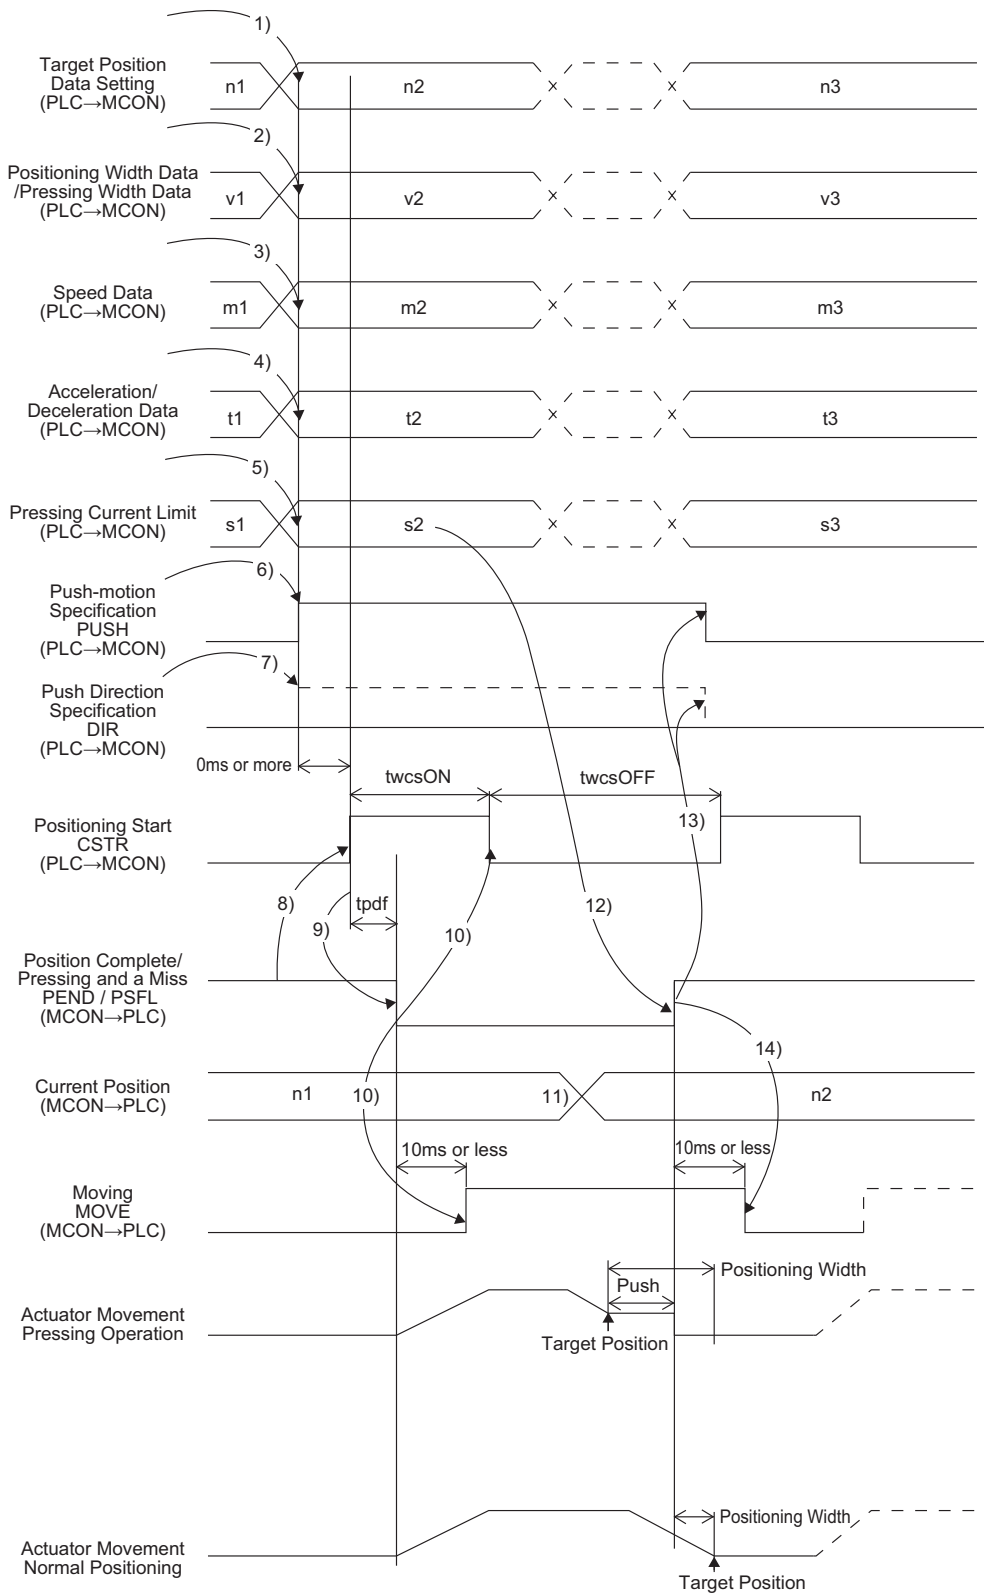 1)
Target Position
Data Setting
(PLC→MCON)
n1
n2
n3
2)
Positioning Width Data
/Pressing Width Data
(PLC→MCON)
v1
v2
v3
3)
Speed Data
(PLC→MCON)
m1
m2
m3
4)
Acceleration/
Deceleration Data
(PLC→MCON)
t1
t2
t3
5)
Pressing Current Limit
(PLC→MCON)
s1
s2
s3
6)
Push-motion
Specification
PUSH
(PLC→MCON)
7)
Push Direction
Specification
DIR
(PLC→MCON)
0ms or more
twcsON
twcsOFF
13)
Positioning Start
CSTR
(PLC→MCON)
8)
9)
tpdf
10)
12)
Position Complete/
Pressing and a Miss
PEND / PSFL
(MCON→PLC)
14)
Current Position
(MCON→PLC)
n1
10)
11)
n2
10ms or less
10ms or less
Moving
MOVE
(MCON→PLC)
Positioning Width
Push
Actuator Movement
Pressing Operation
Target Position
Positioning Width
Actuator Movement
Normal Positioning
Target Position